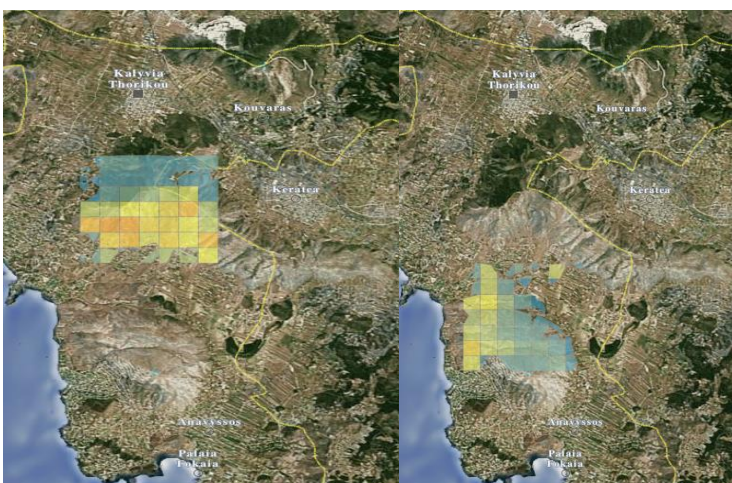 Kalyvia
Thorikou
Kouvaras
Keratea
Anavyssos
Palaia
Fokaia
Kalyvia
Thorikou
Kouvaras
Keratea
Anavyssos
Palaia
Fokaia